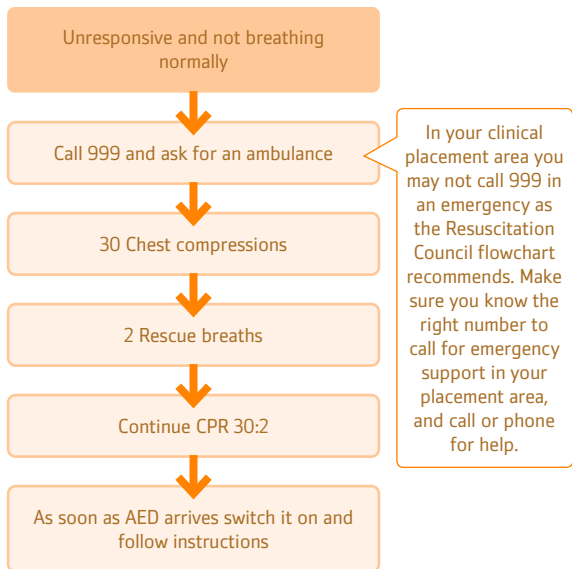 Unresponsive and not breathing
normally
Call 999 and ask for an ambulance
In your clinical
placement area you
may not call 999 in
an emergency as
the Resuscitation
Council flowchart
recommends. Make
sure you know the
right number to
call for emergency
support in your
placement area,
and call or phone
for help.
30 Chest compressions
2 Rescue breaths
Continue CPR 30:2
As soon as AED arrives switch it on and
follow instructions